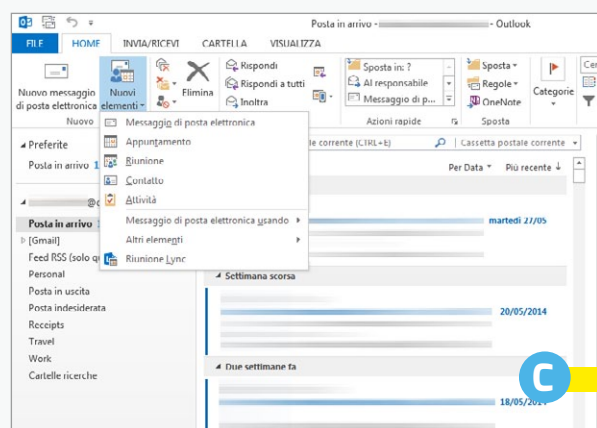 Posta in arrivo - - Outlook
FILE HOME INVIA/RICEVI CARTELLA VISUALIZZA
Nuovo messaggio di posta elettronica
Nuovi elementi
Elimina
Rispondi
Rispondi a tutti
Inoltra
Sposta in: ?
Al responsabile
Messaggio di p...
Sposta
Regole
OneNote
Categorie
Nuovo
Azioni rapide
Sposta
Messaggio di posta elettronica
Appuntamento
Riunione
Contatto
Attività
Messaggio di posta elettronica usando
Altri elementi
Riunione Lync
Preferite
Posta in arrivo 1
Posta in arrivo
[Gmail]
Feed RSS (solo
Personal
Posta in uscita
Posta indesiderata
Receipts
Travel
Work
Cartelle ricerche
le corrente (CTRL+E) Cassetta postale corrente
Per Data Più recente
martedì 27/05
Settimana scorsa
20/05/2014
Due settimane fa
18/05/2014
C